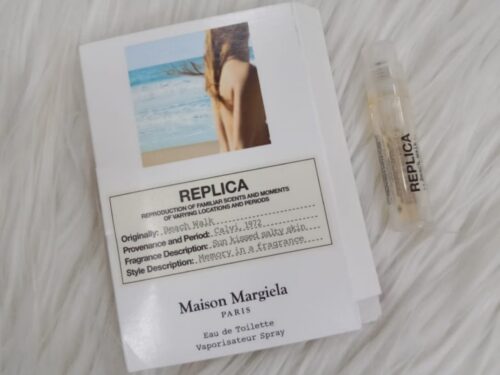 REPLICA
REPRODUCTION OF FAMILIAR SCENTS AND MOMENTS
OF VARYING LOCATIONS AND PERIODS
Originally: Beach Walk
Provenance and Period: Calvi, 1972
Fragrance Description: Sun kissed salty skin
Style Description: Memory in a fragrance
Maison Margiela
PARIS
Eau de Toilette
Vaporisateur Spray
REPLICA